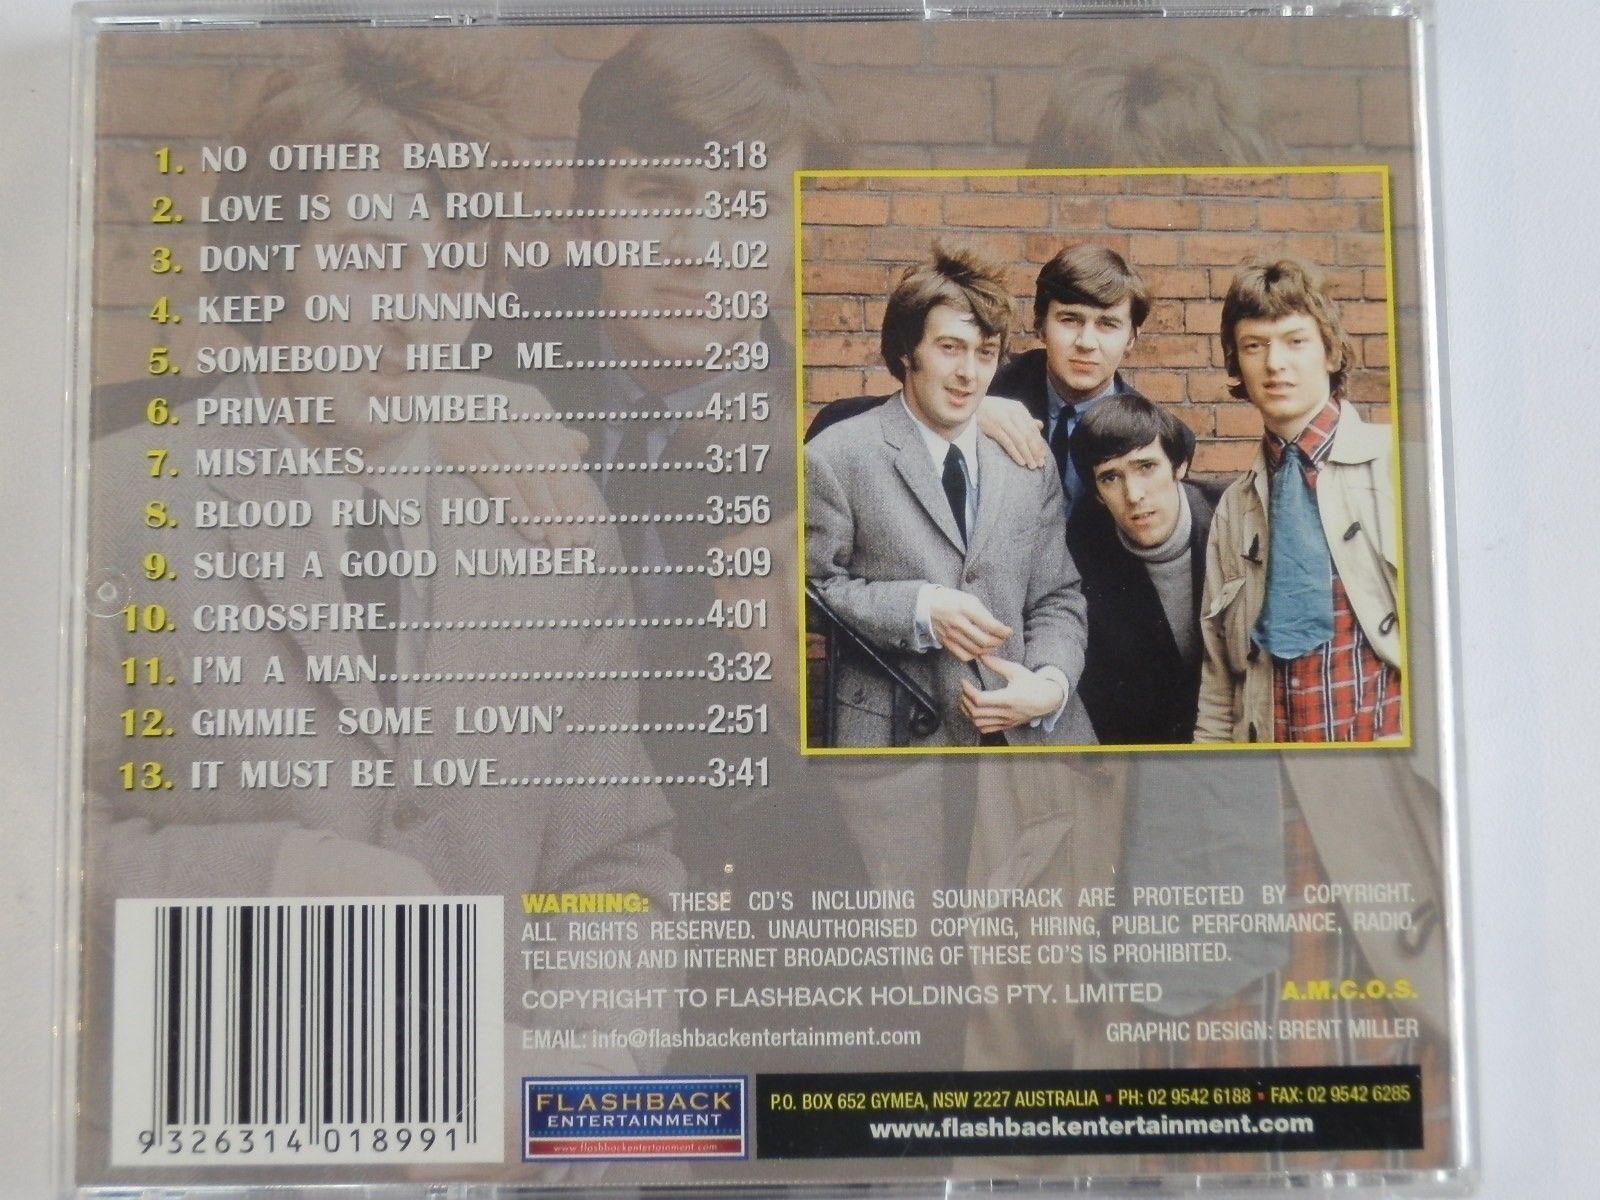 1. NO OTHER BABY....................3:18
2. LOVE IS ON A ROLL................3:45
3. DON'T WANT YOU NO MORE....4.02
4. KEEP ON RUNNING.................3:03
5. SOMEBODY HELP ME.............2:39
6. PRIVATE NUMBER..................4:15
7. MISTAKES................................3:17
8. BLOOD RUNS HOT..................3:56
9. SUCH A GOOD NUMBER..........3:09
10. CROSSFIRE..............................4:01
11. I'M A MAN...............................3:32
12. GIMMIE SOME LOVIN'.............2:51
13. IT MUST BE LOVE....................3:41
WARNING: THESE CD'S INCLUDING SOUNDTRACK ARE PROTECTED BY COPYRIGHT.
ALL RIGHTS RESERVED. UNAUTHORISED COPYING, HIRING, PUBLIC PERFORMANCE, RADIO,
TELEVISION AND INTERNET BROADCASTING OF THESE CD'S IS PROHIBITED.
COPYRIGHT TO FLASHBACK HOLDINGS PTY. LIMITED A.M.C.O.S.
EMAIL: info@flashbackentertainment.com GRAPHIC DESIGN: BRENT MILLER
9 326314 018991
FLASHBACK
ENTERTAINMENT
www.flashbackentertainment.com
P.O. BOX 652 GYMEA, NSW 2227 AUSTRALIA • PH: 02 9542 6188 • FAX: 02 9542 6285
www.flashbackentertainment.com